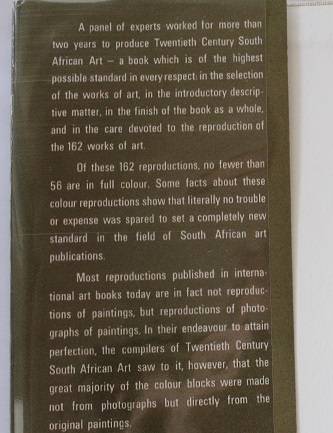 A panel of experts worked for more than
two years to produce Twentieth Century South
African Art – a book which is of the highest
possible standard in every respect: in the selection
of the works of art, in the introductory descrip-
tive matter, in the finish of the book as a whole,
and in the care devoted to the reproduction of
the 162 works of art.
Of these 162 reproductions, no fewer than
56 are in full colour. Some facts about these
colour reproductions show that literally no trouble
or expense was spared to set a completely new
standard in the field of South African art
publications.
Most reproductions published in interna-
tional art books today are in fact not reproduc-
tions of paintings, but reproductions of photo-
graphs of paintings. In their endeavour to attain
perfection, the compilers of Twentieth Century
South African Art saw to it, however, that the
great majority of the colour blocks were made
not from photographs but directly from the
original paintings.